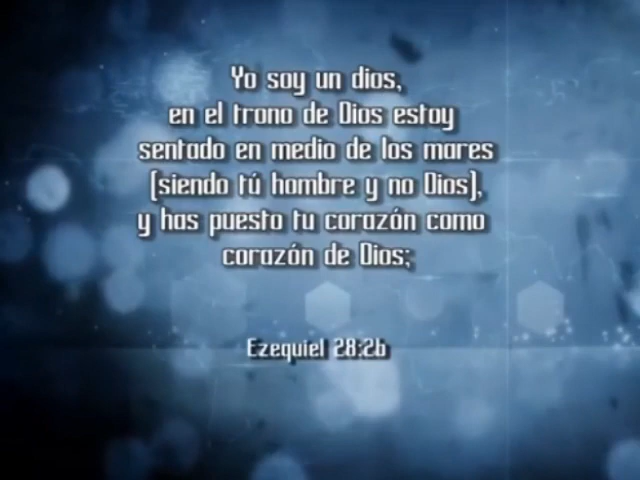 Yo soy un dios,
en el trono de Dios estoy
sentado en medio de los mares
(siendo tú hombre y no Dios),
y has puesto tu corazón como
corazón de Dios;
Ezequiel 28:2b